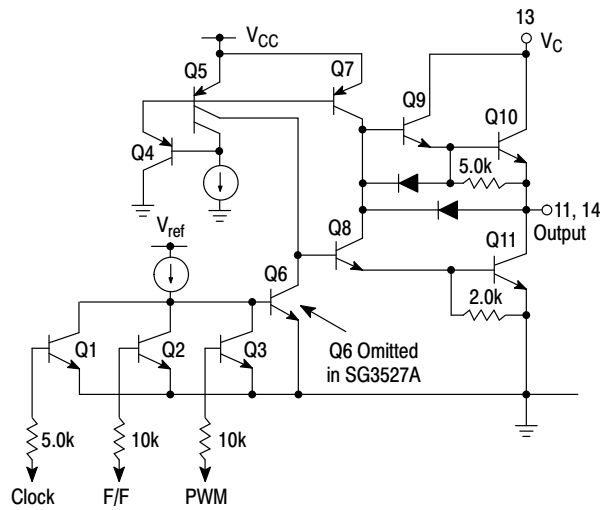 13
V_CC
V_C
Q5
Q7
Q9
Q10
Q4
5.0k
11, 14
Output
V_ref
Q8
Q11
Q6
2.0k
Q1
Q2
Q3
Q6 Omitted
in SG3527A
5.0k
10k
10k
Clock
F/F
PWM